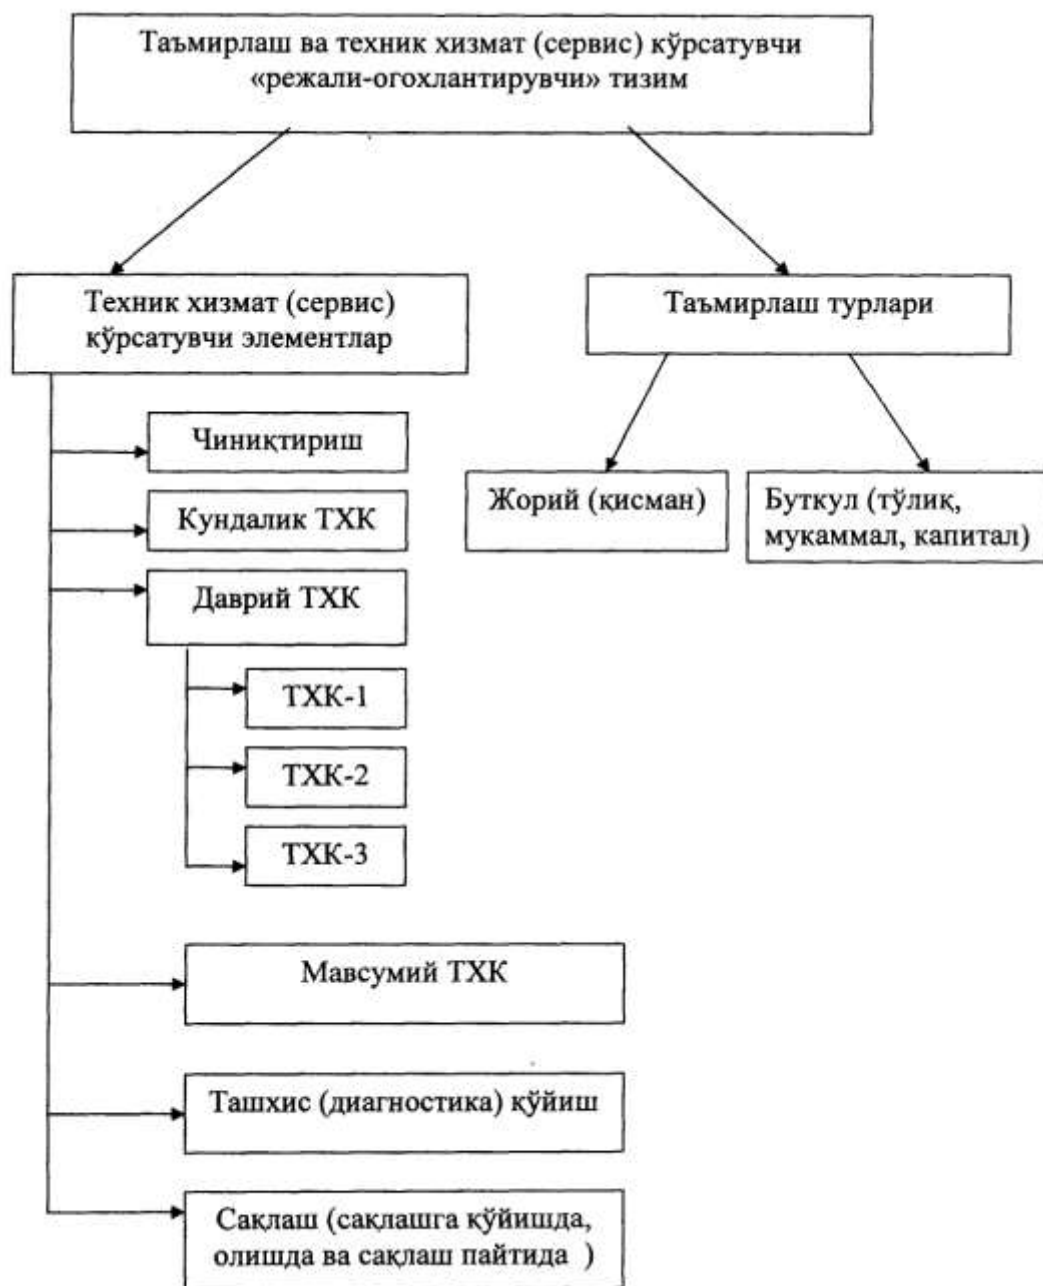 Таъмирлаш ва техник хизмат (сервис) кўрсатувчи
«режали-огохлантирувчи» тизим
Техник хизмат (сервис)
кўрсатувчи элементлар
Таъмирлаш турлари
Чиниқтириш
Жорий (қисман)
Буткул (тўлиқ,
мукаммал, капитал)
Кундалик ТХК
Даврий ТХК
ТХК-1
ТХК-2
ТХК-3
Мавсумий ТХК
Ташхис (диагностика) қўйиш
Сақлаш (сақлашга қўйишда,
олишда ва сақлаш пайтида )